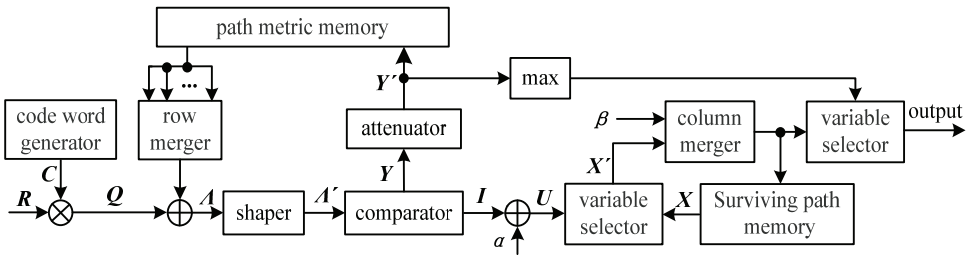 path metric memory
...
Y´
max
code word
generator
row
merger
attenuator
β
column
merger
variable
selector
output
C
Y
X´
R
Q
Λ
shaper
Λ´
comparator
I
U
variable
selector
X
Surviving path
memory
α